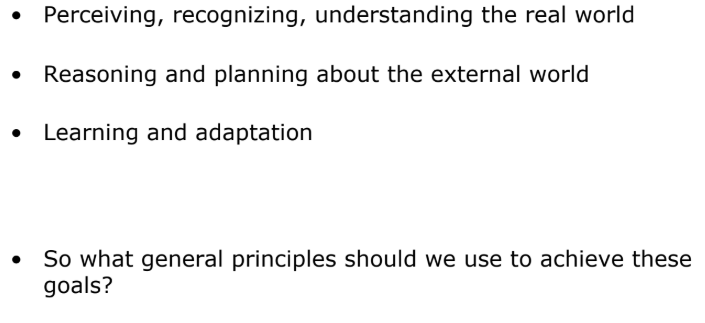 • Perceiving, recognizing, understanding the real world
• Reasoning and planning about the external world
• Learning and adaptation
• So what general principles should we use to achieve these
goals?